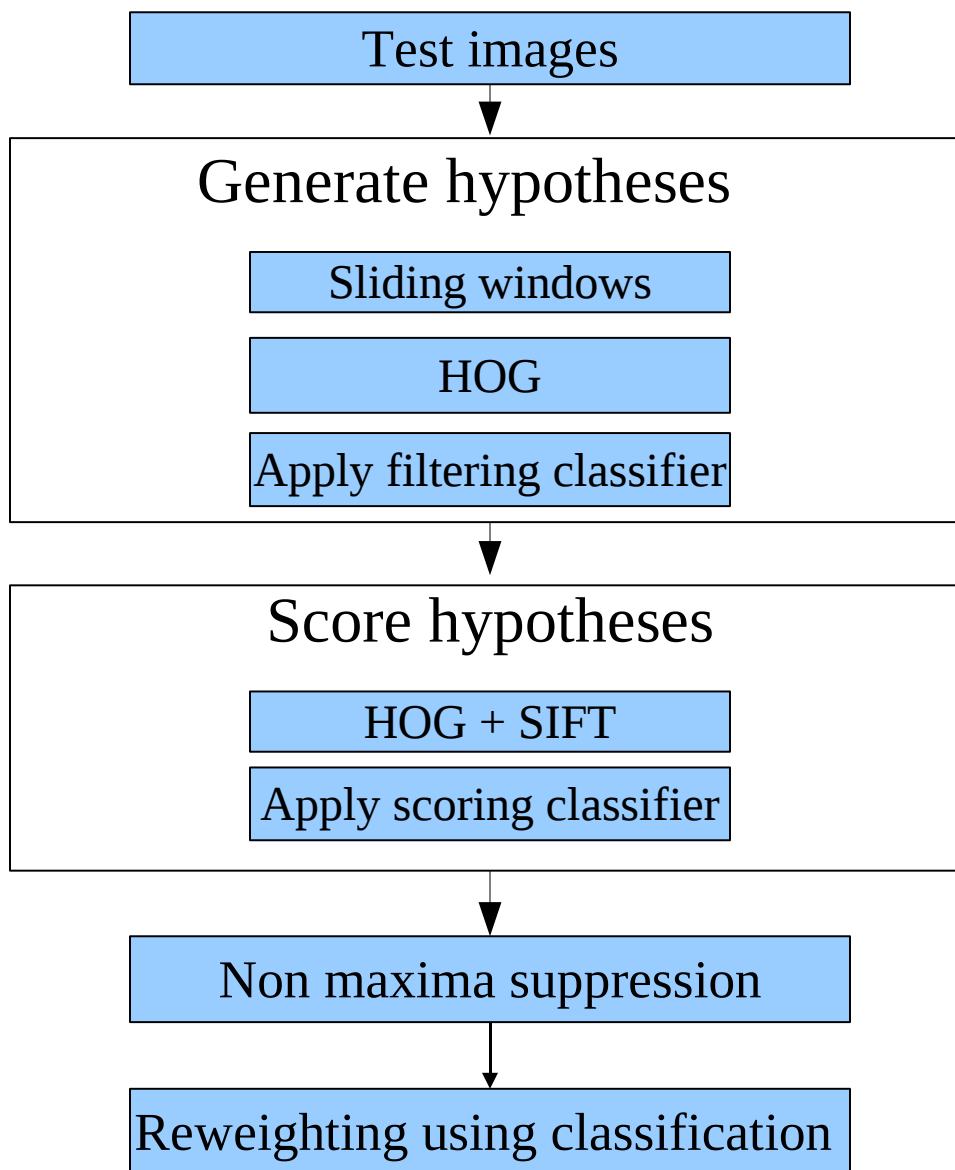 Test images
Generate hypotheses
Sliding windows
HOG
Apply filtering classifier
Score hypotheses
HOG + SIFT
Apply scoring classifier
Non maxima suppression
Reweighting using classification